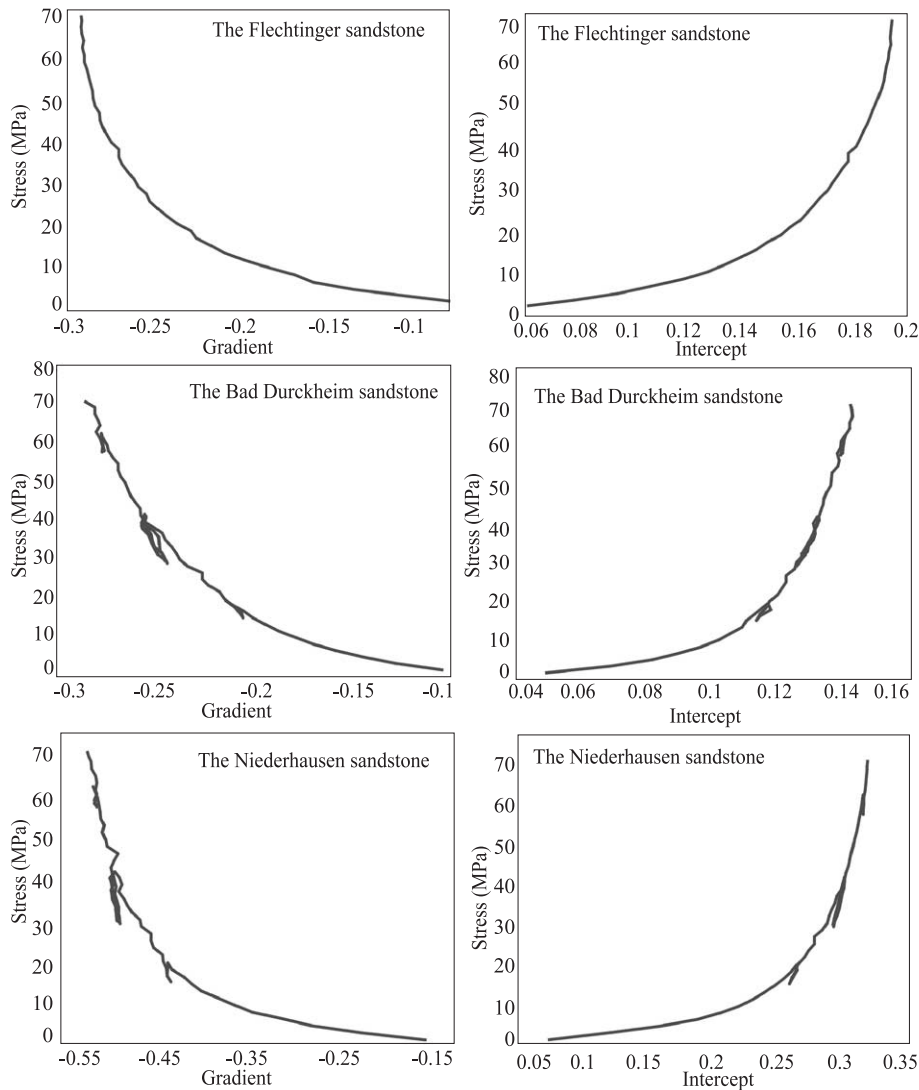 The Flechtinger sandstone
Stress (MPa)
70
60
50
40
30
20
10
0
-0.3 -0.25 -0.2 -0.15 -0.1
Gradient
The Flechtinger sandstone
Stress (MPa)
70
60
50
40
30
20
10
0
0.06 0.08 0.1 0.12 0.14 0.16 0.18 0.2
Intercept
The Bad Durckheim sandstone
Stress (MPa)
80
70
60
50
40
30
20
10
0
-0.3 -0.25 -0.2 -0.15 -0.1
Gradient
The Bad Durckheim sandstone
Stress (MPa)
80
70
60
50
40
30
20
10
0
0.04 0.06 0.08 0.1 0.12 0.14 0.16
Intercept
The Niederhausen sandstone
Stress (MPa)
70
60
50
40
30
20
10
0
-0.55 -0.45 -0.35 -0.25 -0.15
Gradient
The Niederhausen sandstone
Stress (MPa)
70
60
50
40
30
20
10
0
0.05 0.1 0.15 0.2 0.25 0.3 0.35
Intercept